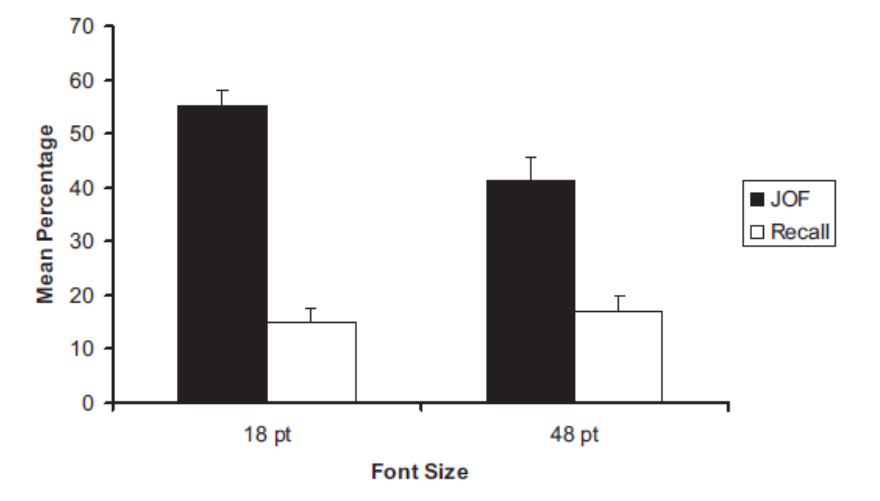 70
60
50
40
30
20
10
0
Mean Percentage
18 pt
48 pt
Font Size
JOF
Recall